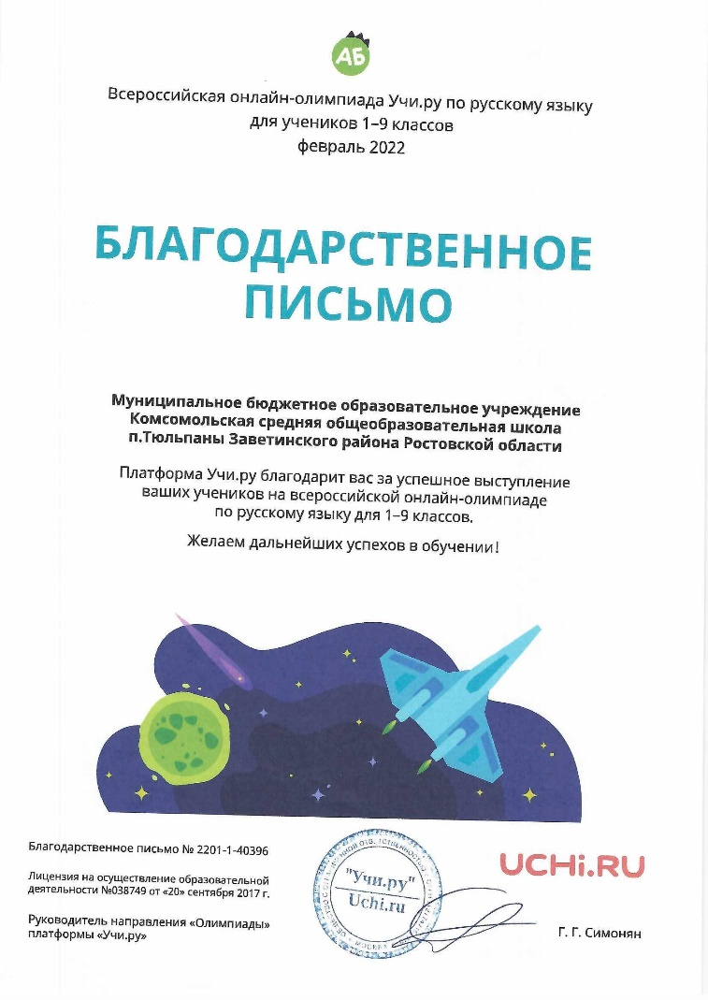 АБ
Всероссийская онлайн-олимпиада Учи.ру по русскому языку
для учеников 1–9 классов
февраль 2022
БЛАГОДАРСТВЕННОЕ
ПИСЬМО
Муниципальное бюджетное образовательное учреждение
Комсомольская средняя общеобразовательная школа
п.Тюльпаны Заветинского района Ростовской области
Платформа Учи.ру благодарит вас за успешное выступление
ваших учеников на всероссийской онлайн-олимпиаде
по русскому языку для 1–9 классов.
Желаем дальнейших успехов в обучении!
Благодарственное письмо № 2201-1-40396
Лицензия на осуществление образовательной
деятельности №038749 от «20» сентября 2017 г.
Руководитель направления «Олимпиады»
платформы «Учи.ру»
"Учи.ру"
Uchi.ru
МОСКВА
UCHi.RU
Г. Г. Симонян